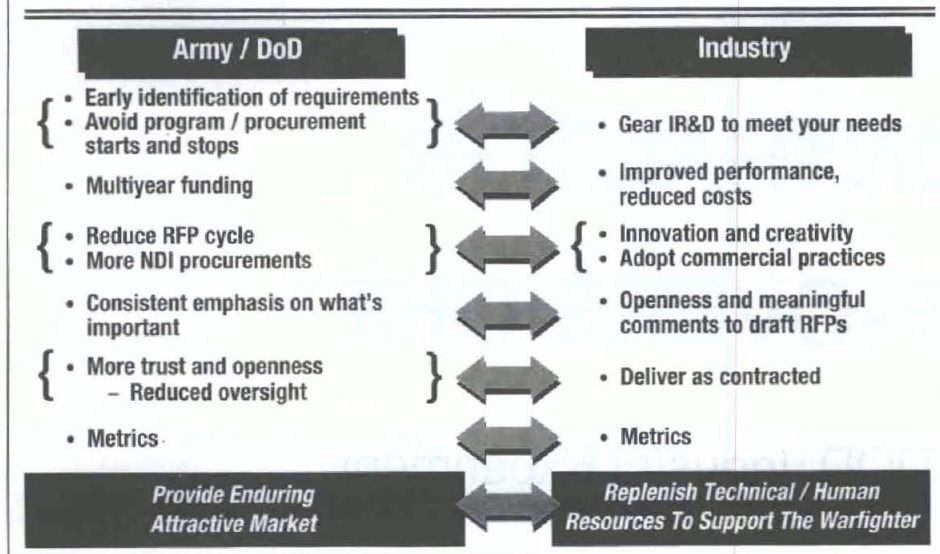 Army / DoD
• Early identification of requirements
• Avoid program / procurement
starts and stops
• Multiyear funding
• Reduce RFP cycle
• More NDI procurements
• Consistent emphasis on what's
important
• More trust and openness
– Reduced oversight
• Metrics
Provide Enduring
Attractive Market
Industry
• Gear IR&D to meet your needs
• Improved performance,
reduced costs
• Innovation and creativity
• Adopt commercial practices
• Openness and meaningful
comments to draft RFPs
• Deliver as contracted
• Metrics
Replenish Technical / Human
Resources To Support The Warfighter